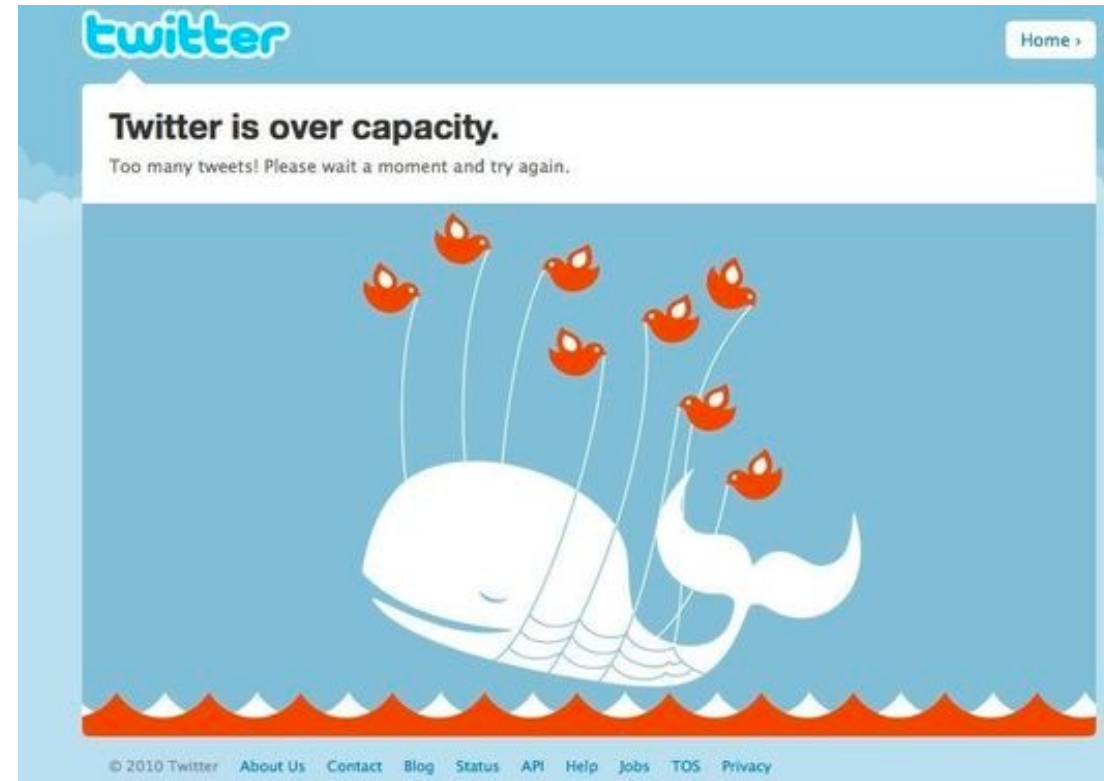 twitter
Home ›
Twitter is over capacity.
Too many tweets! Please wait a moment and try again.
© 2010 Twitter About Us Contact Blog Status API Help Jobs TOS Privacy